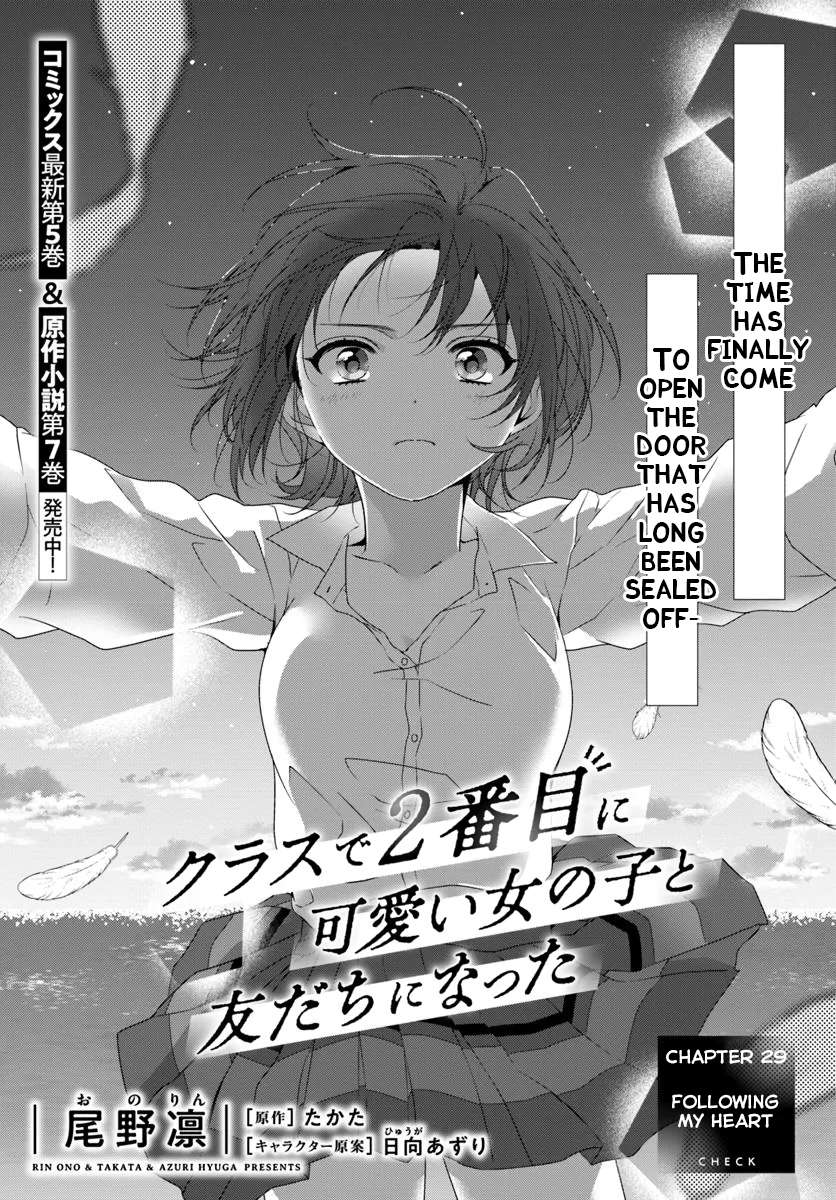 THE
TIME
HAS
FINALLY
COME
TO
OPEN
THE
DOOR
THAT
HAS
LONG
BEEN
SEALED
OFF-
コミックス最新第5巻&原作小説第7巻発売中!
クラスで2番目に
可愛い女の子と
友だちになった
おのりん
尾野凛
[原作]たかた
ひゅうが
[キャラクター原案]日向あずり
RIN ONO & TAKATA & AZURI HYUGA PRESENTS
CHAPTER 29
FOLLOWING
MY HEART
CHECK